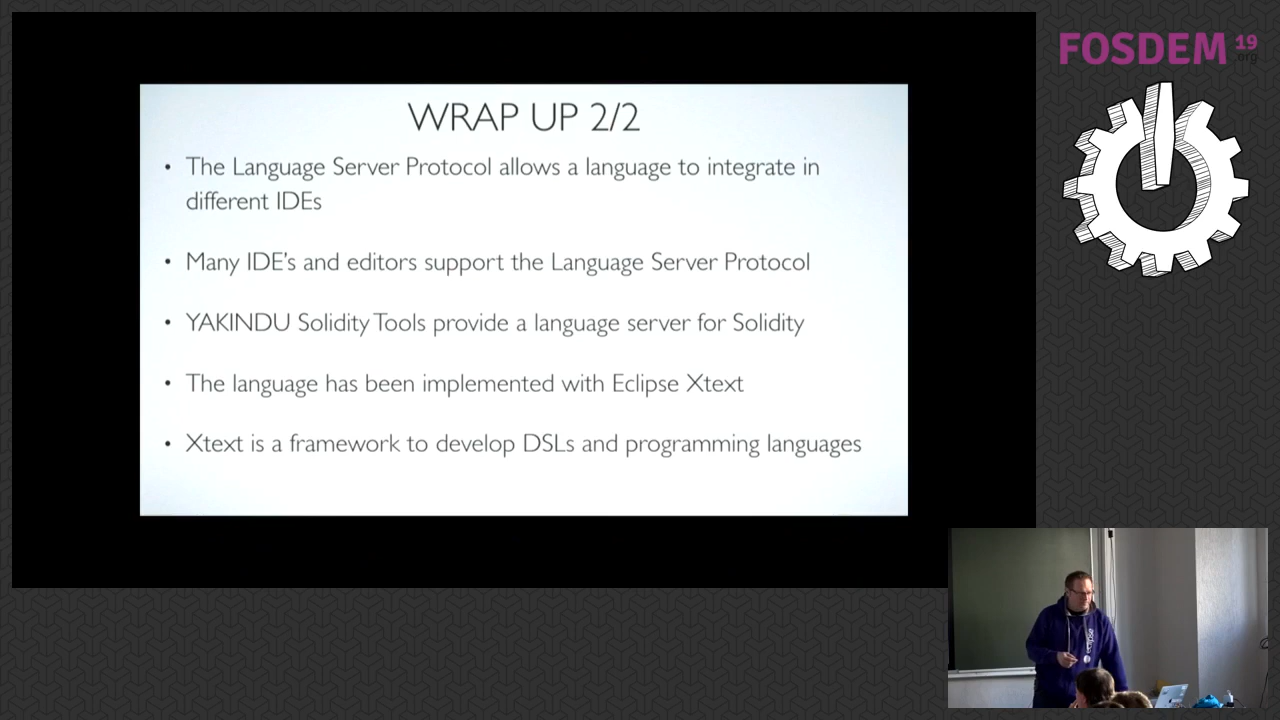 FOSDEM 19
.org
WRAP UP 2/2
• The Language Server Protocol allows a language to integrate in
different IDEs
• Many IDE's and editors support the Language Server Protocol
• YAKINDU Solidity Tools provide a language server for Solidity
• The language has been implemented with Eclipse Xtext
• Xtext is a framework to develop DSLs and programming languages
eclipse